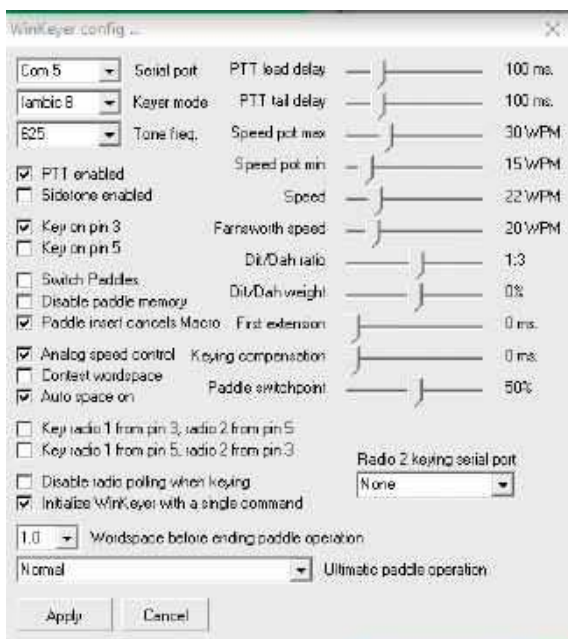 WinKeyer config ...
Com 5 Serial port PTT lead delay 100 ms.
Iambic B Keyer mode PTT tail delay 100 ms.
625 Tone freq. Speed pot max 30 WPM
Speed pot min 15 WPM
PTT enabled
Sidetone enabled Speed 22 WPM
Key on pin 3 Farnsworth speed 20 WPM
Key on pin 5
Dit/Dah ratio 1:3
Switch Paddles
Disable paddle memory Dit/Dah weight 0%
Paddle insert cancels Macro First extension 0 ms.
Analog speed control Keying compensation 0 ms.
Contest wordspace
Auto space on Paddle switchpoint 50%
Key radio 1 from pin 3, radio 2 from pin 5
Key radio 1 from pin 5, radio 2 from pin 3
Radio 2 keying serial port
Disable radio polling when keying None
Initialize WinKeyer with a single command
1.0 Wordspace before ending paddle operation
Normal Ultimatic paddle operation
Apply Cancel